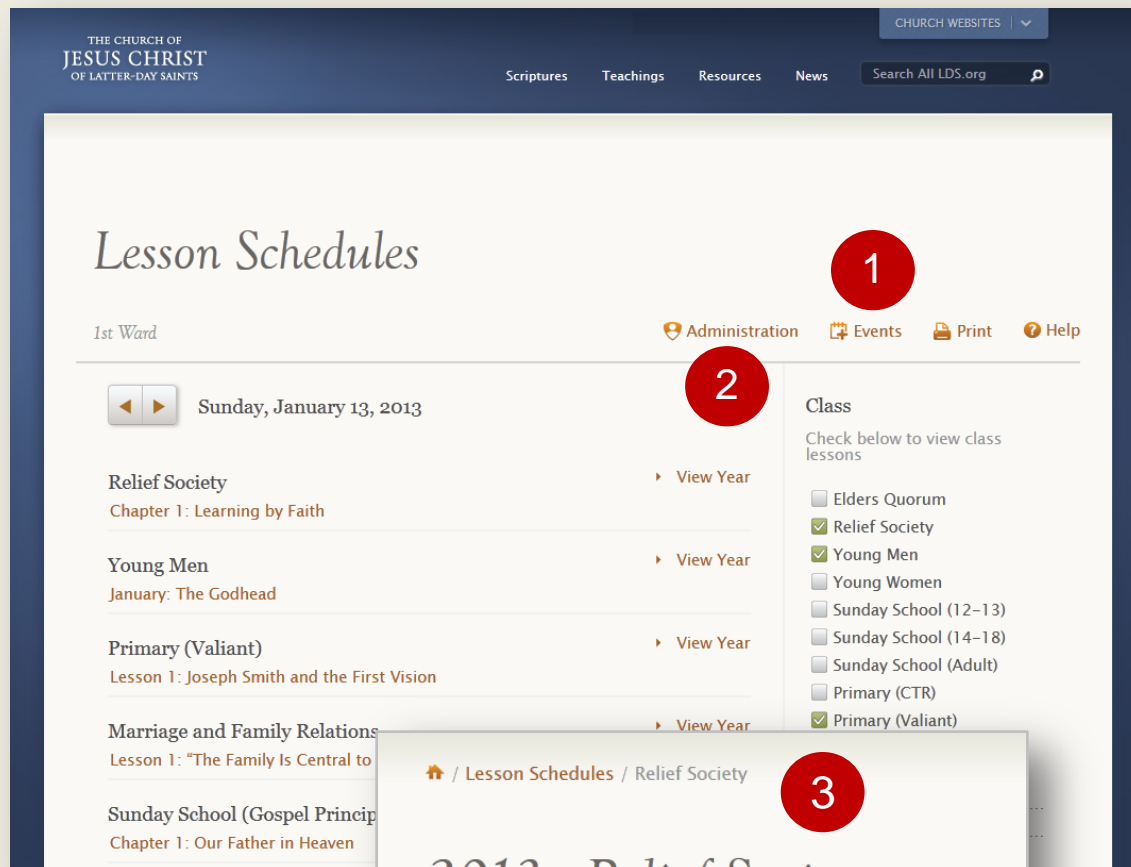 CHURCH WEBSITES
THE CHURCH OF
JESUS CHRIST
OF LATTER-DAY SAINTS
Scriptures Teachings Resources News Search All LDS.org
Lesson Schedules
1
1st Ward
Administration Events Print Help
2
Sunday, January 13, 2013
Class
Check below to view class
lessons
Relief Society View Year
Chapter 1: Learning by Faith
Young Men View Year
January: The Godhead
Primary (Valiant) View Year
Lesson 1: Joseph Smith and the First Vision
Marriage and Family Relations View Year
Lesson 1: “The Family Is Central to
Sunday School (Gospel Princip
Chapter 1: Our Father in Heaven
Elders Quorum
Relief Society
Young Men
Young Women
Sunday School (12–13)
Sunday School (14–18)
Sunday School (Adult)
Primary (CTR)
Primary (Valiant)
/ Lesson Schedules / Relief Society
3